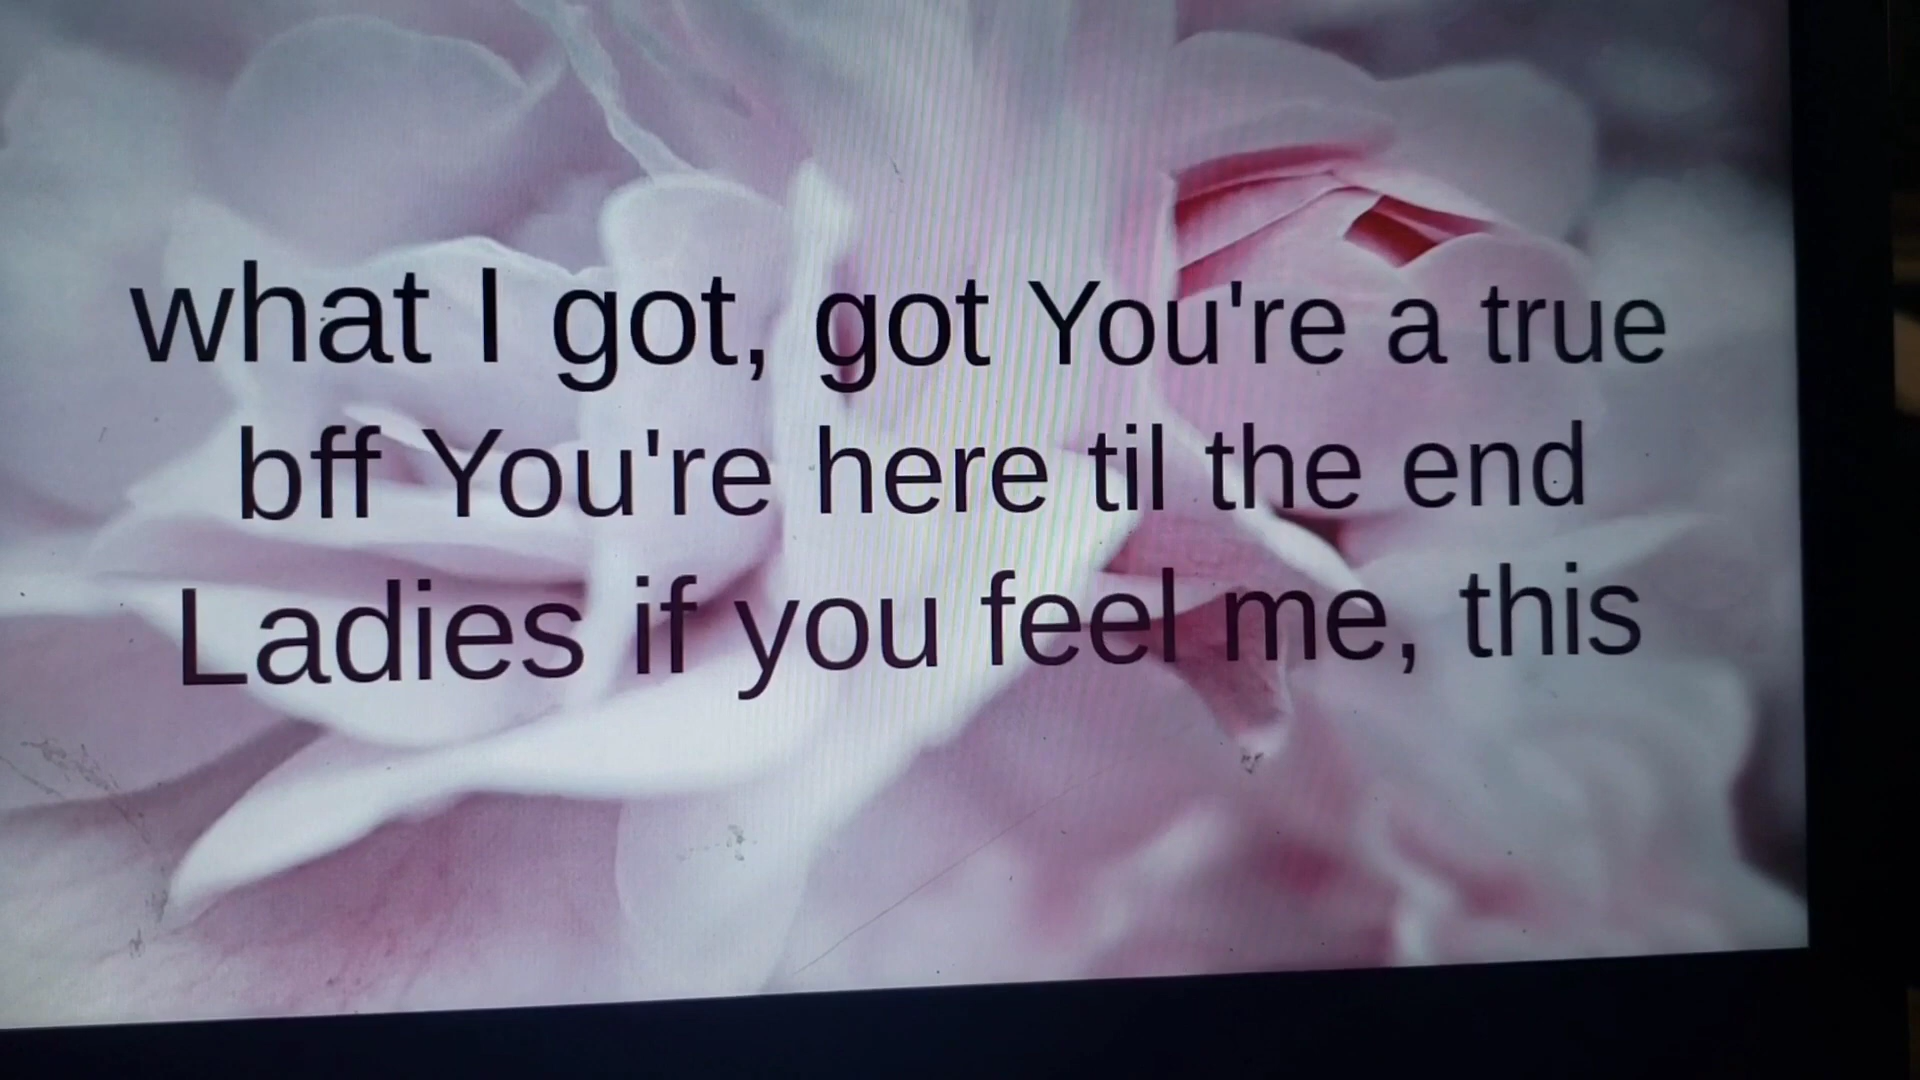 what I got, got You're a true
bff You're here til the end
Ladies if you feel me, this